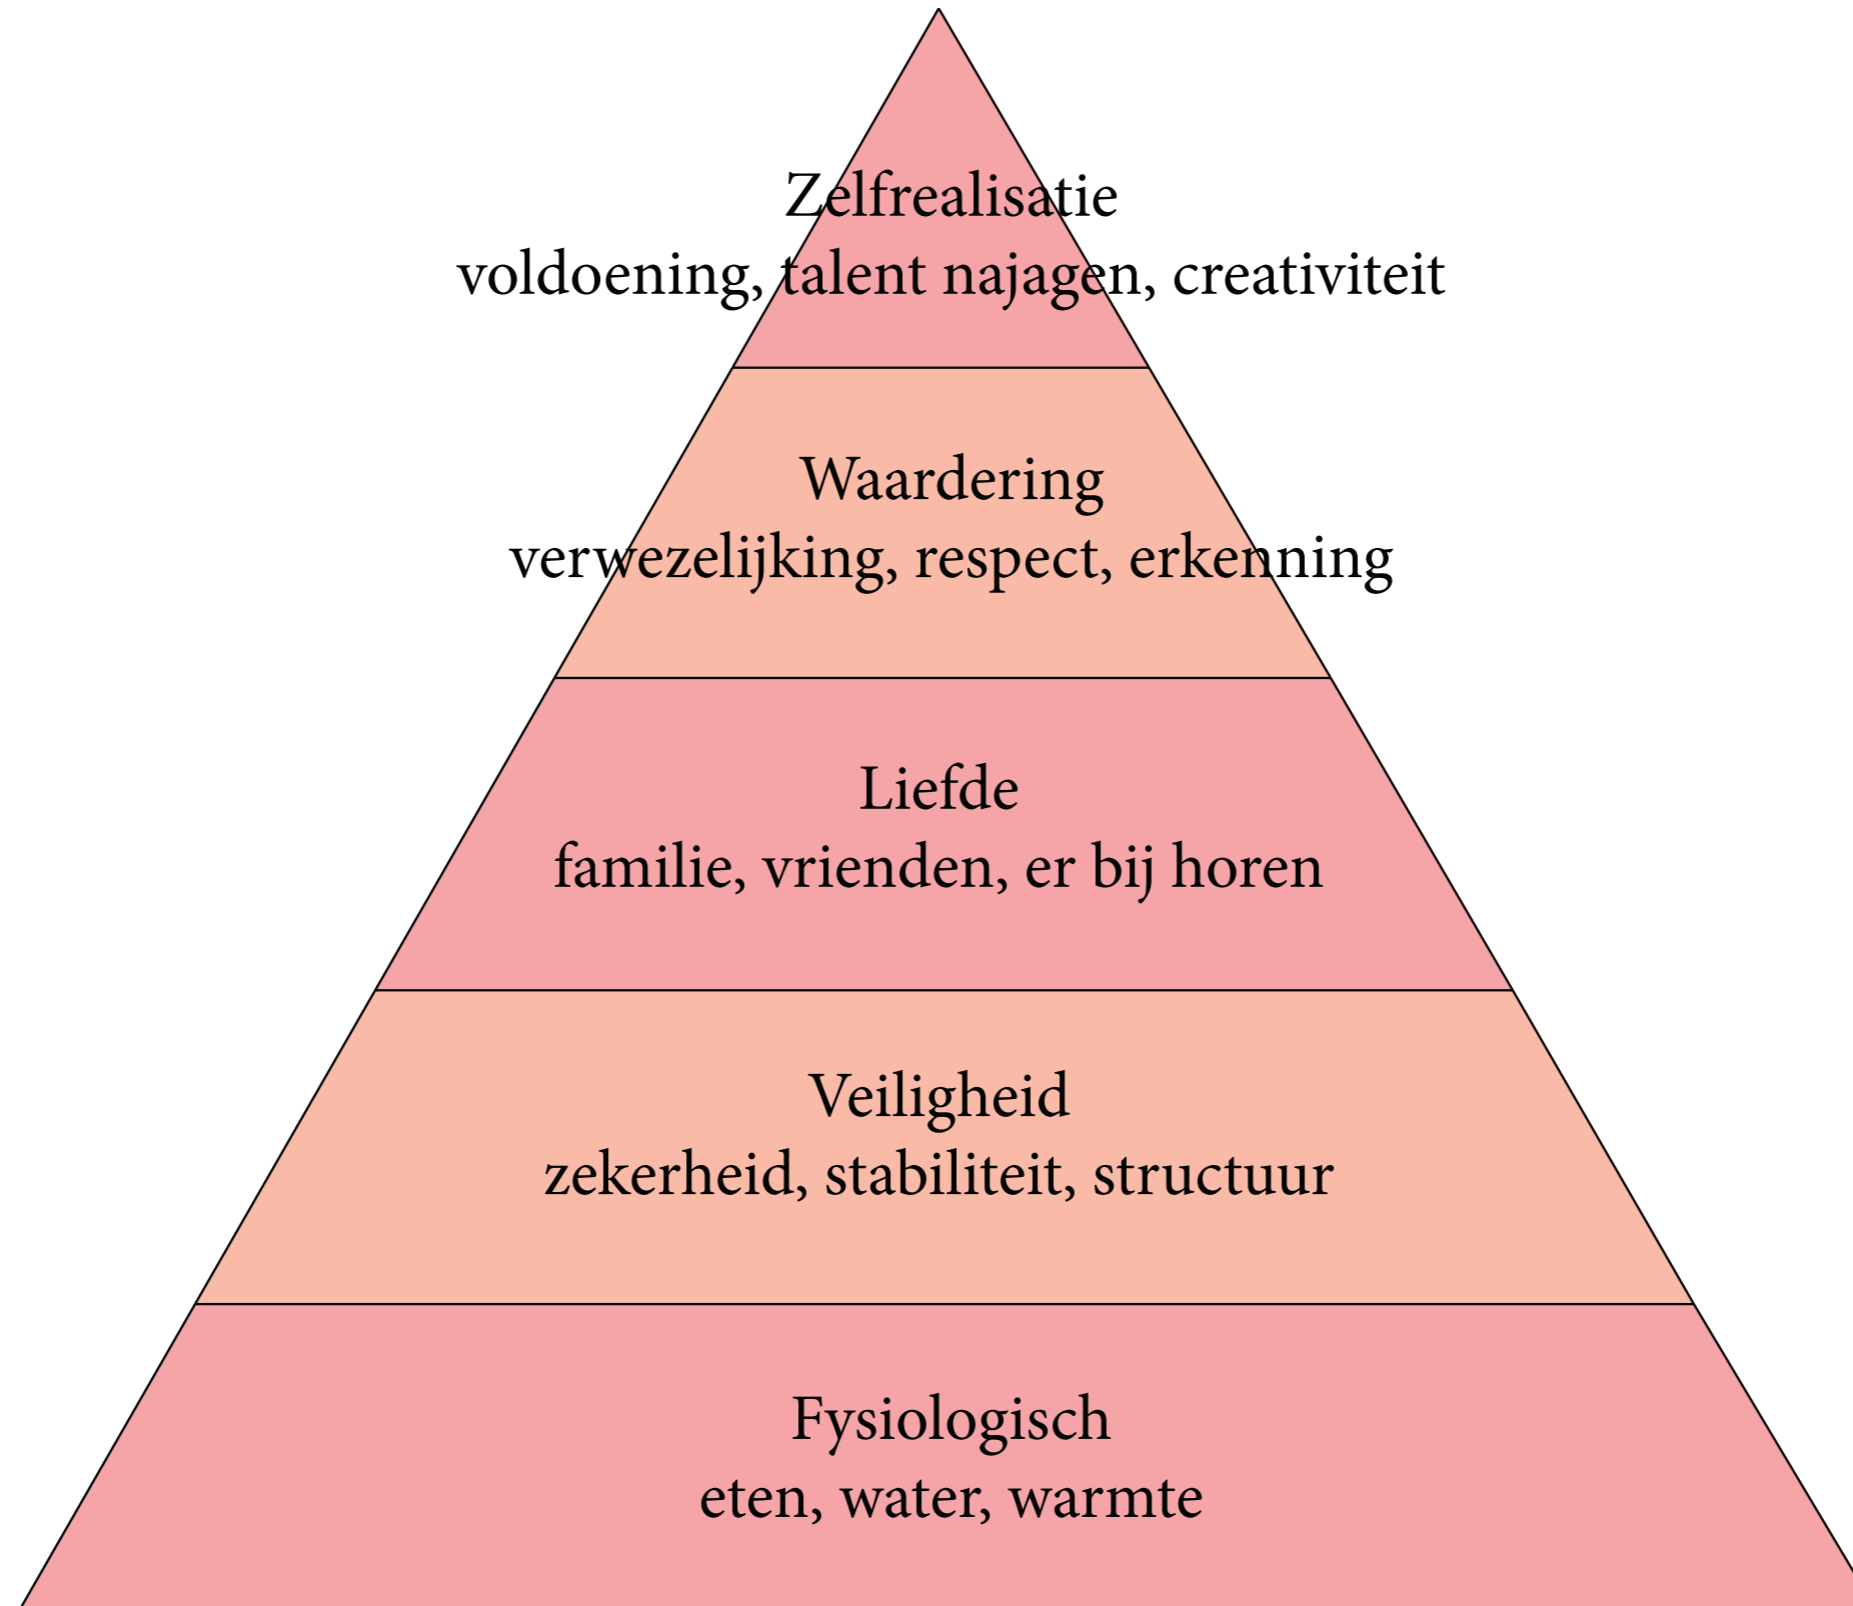 Zelfrealisatie
voldoening, talent najagen, creativiteit
Waardering
verwezelijking, respect, erkenning
Liefde
familie, vrienden, er bij horen
Veiligheid
zekerheid, stabiliteit, structuur
Fysiologisch
eten, water, warmte